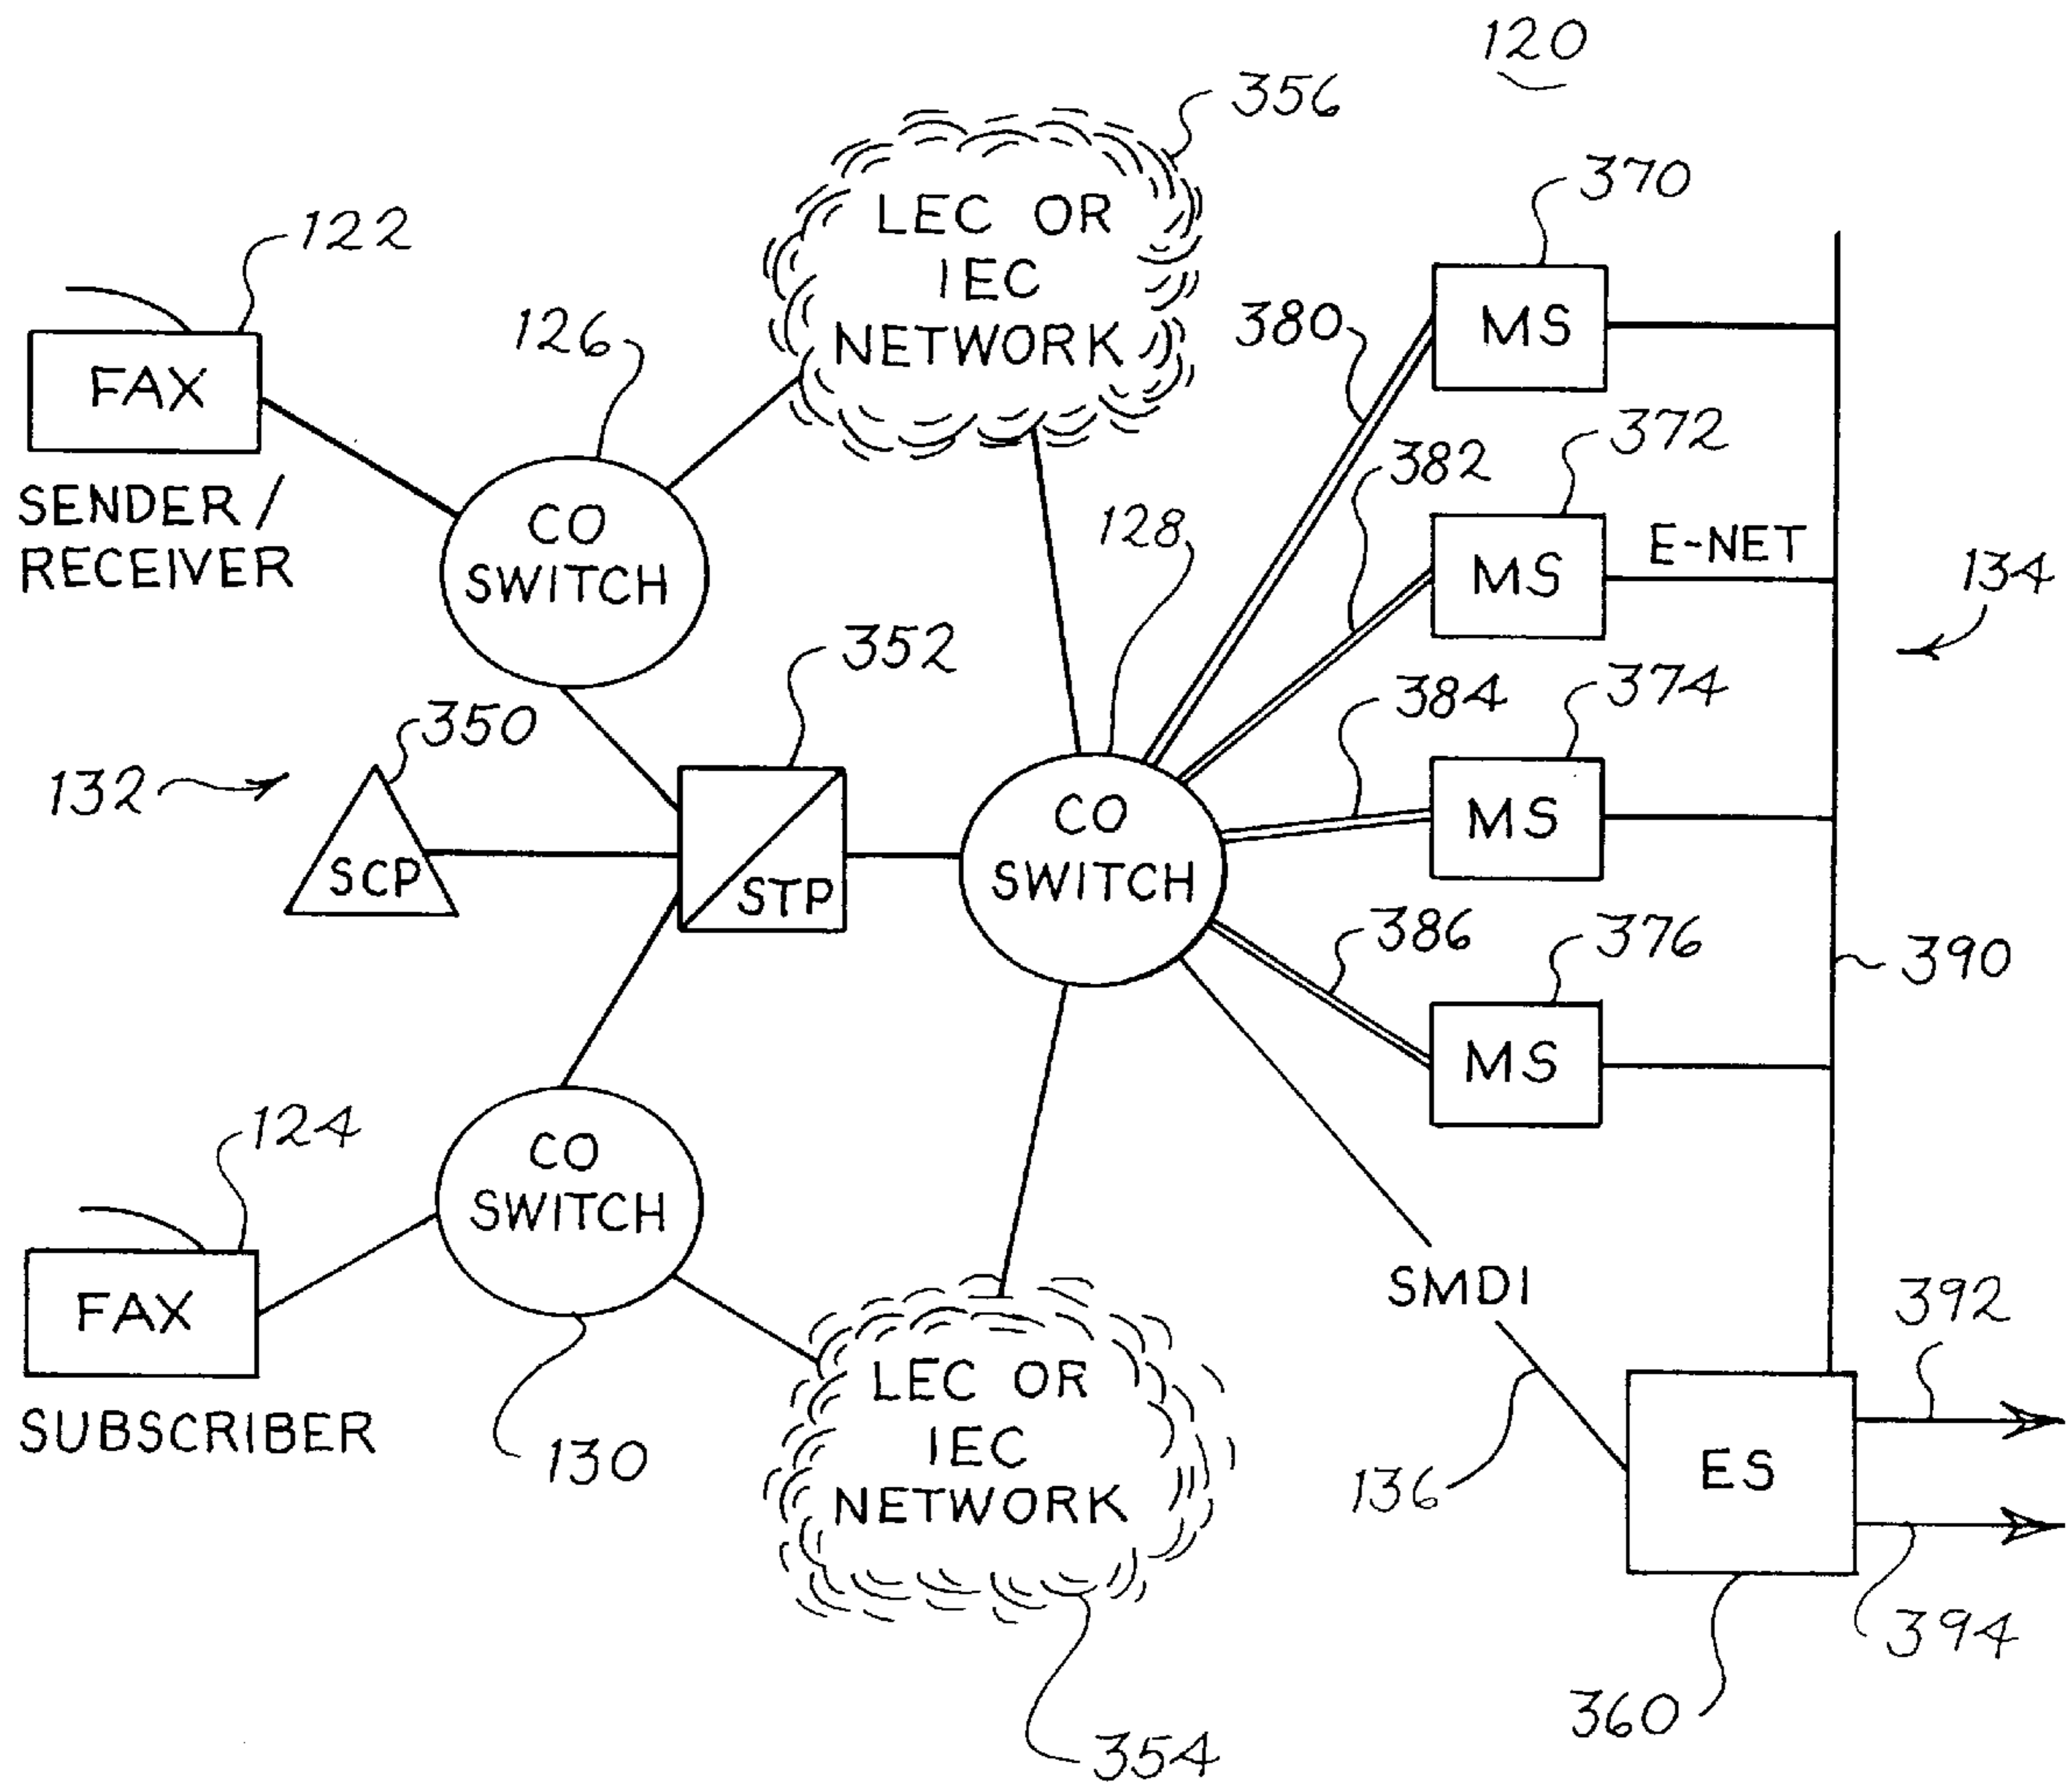 120
356
370
122
LEC OR
IEC
NETWORK
126
380
FAX
MS
372
382
SENDER /
RECEIVER
CO
SWITCH
128
E-NET
MS
134
352
384
374
350
132
CO
SWITCH
MS
SCP
STP
386
376
390
MS
124
CO
SWITCH
SMDI
392
FAX
SUBSCRIBER
130
LEC OR
IEC
NETWORK
136
ES
394
360
354